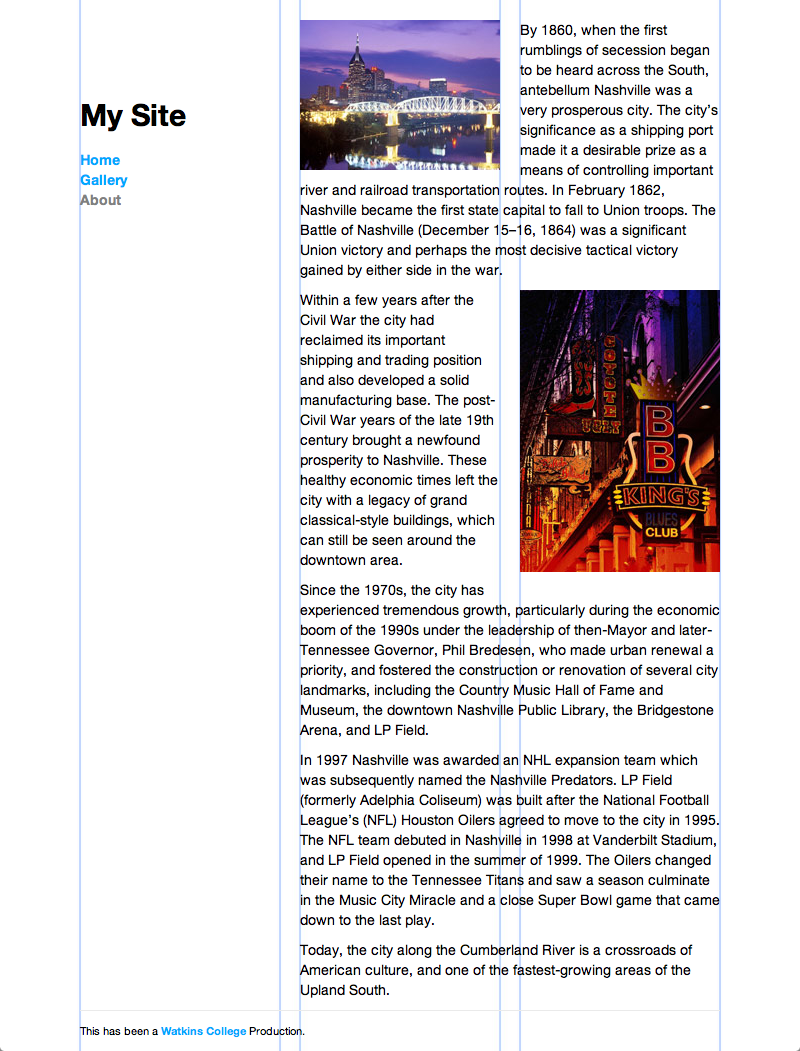 My Site
Home
Gallery
About
By 1860, when the first
rumblings of secession began
to be heard across the South,
antebellum Nashville was a
very prosperous city. The city’s
significance as a shipping port
made it a desirable prize as a
means of controlling important
river and railroad transportation routes. In February 1862,
Nashville became the first state capital to fall to Union troops. The
Battle of Nashville (December 15–16, 1864) was a significant
Union victory and perhaps the most decisive tactical victory
gained by either side in the war.
Within a few years after the
Civil War the city had
reclaimed its important
shipping and trading position
and also developed a solid
manufacturing base. The post-
Civil War years of the late 19th
century brought a newfound
prosperity to Nashville. These
healthy economic times left the
city with a legacy of grand
classical-style buildings, which
can still be seen around the
downtown area.
COYOTE
UGLY
BB
KING'S
BLUES
CLUB
Since the 1970s, the city has
experienced tremendous growth, particularly during the economic
boom of the 1990s under the leadership of then-Mayor and later-
Tennessee Governor, Phil Bredesen, who made urban renewal a
priority, and fostered the construction or renovation of several city
landmarks, including the Country Music Hall of Fame and
Museum, the downtown Nashville Public Library, the Bridgestone
Arena, and LP Field.
In 1997 Nashville was awarded an NHL expansion team which
was subsequently named the Nashville Predators. LP Field
(formerly Adelphia Coliseum) was built after the National Football
League’s (NFL) Houston Oilers agreed to move to the city in 1995.
The NFL team debuted in Nashville in 1998 at Vanderbilt Stadium,
and LP Field opened in the summer of 1999. The Oilers changed
their name to the Tennessee Titans and saw a season culminate
in the Music City Miracle and a close Super Bowl game that came
down to the last play.
Today, the city along the Cumberland River is a crossroads of
American culture, and one of the fastest-growing areas of the
Upland South.
This has been a Watkins College Production.